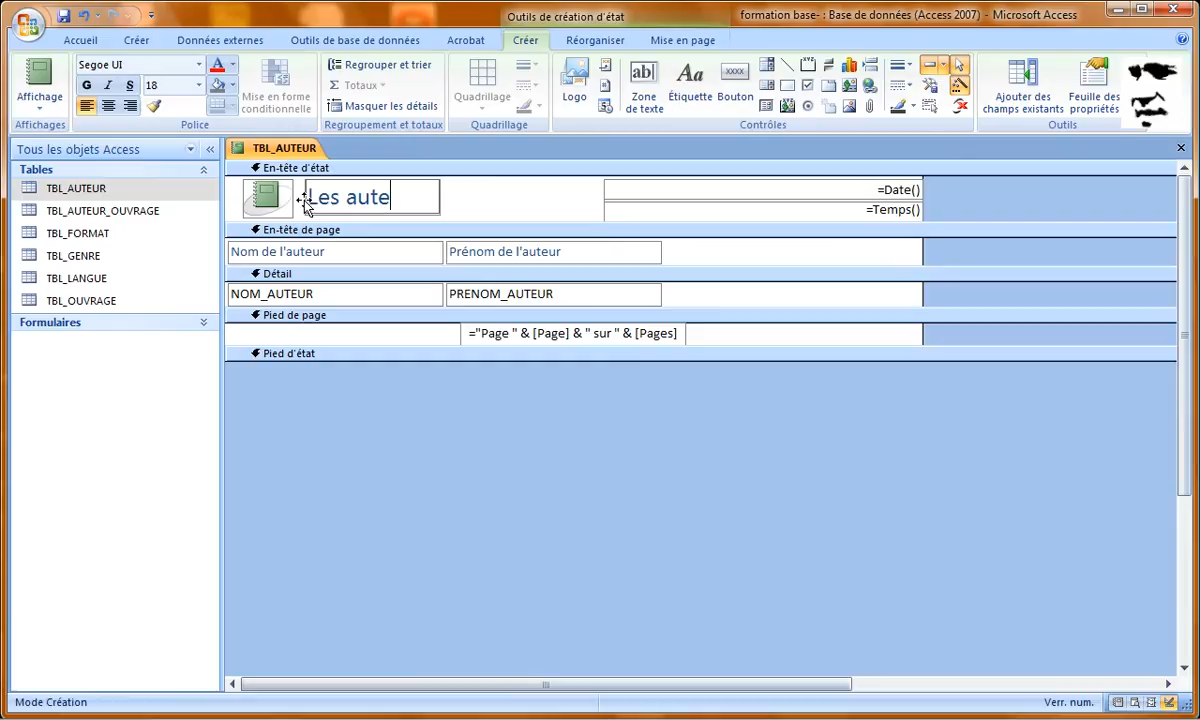 Outils de création d'état
formation base- : Base de données (Access 2007) - Microsoft Access
Accueil
Créer
Données externes
Outils de base de données
Acrobat
Créer
Réorganiser
Mise en page
Affichage
Affichages
Segoe UI
G I S 18
Mise en forme
conditionnelle
Police
Regrouper et trier
Σ Totaux
Masquer les détails
Regroupement et totaux
Quadrillage
Quadrillage
Logo
ab|
Zone
de texte
Aa
Étiquette
XXXX
Bouton
Contrôles
Ajouter des
champs existants
Feuille des
propriétés
Outils
Tous les objets Access
Tables
TBL_AUTEUR
TBL_AUTEUR_OUVRAGE
TBL_FORMAT
TBL_GENRE
TBL_LANGUE
TBL_OUVRAGE
Formulaires
TBL_AUTEUR
En-tête d'état
Les aute
=Date()
=Temps()
En-tête de page
Nom de l'auteur
Prénom de l'auteur
Détail
NOM_AUTEUR
PRENOM_AUTEUR
Pied de page
="Page " & [Page] & " sur " & [Pages]
Pied d'état
Mode Création
Verr. num.